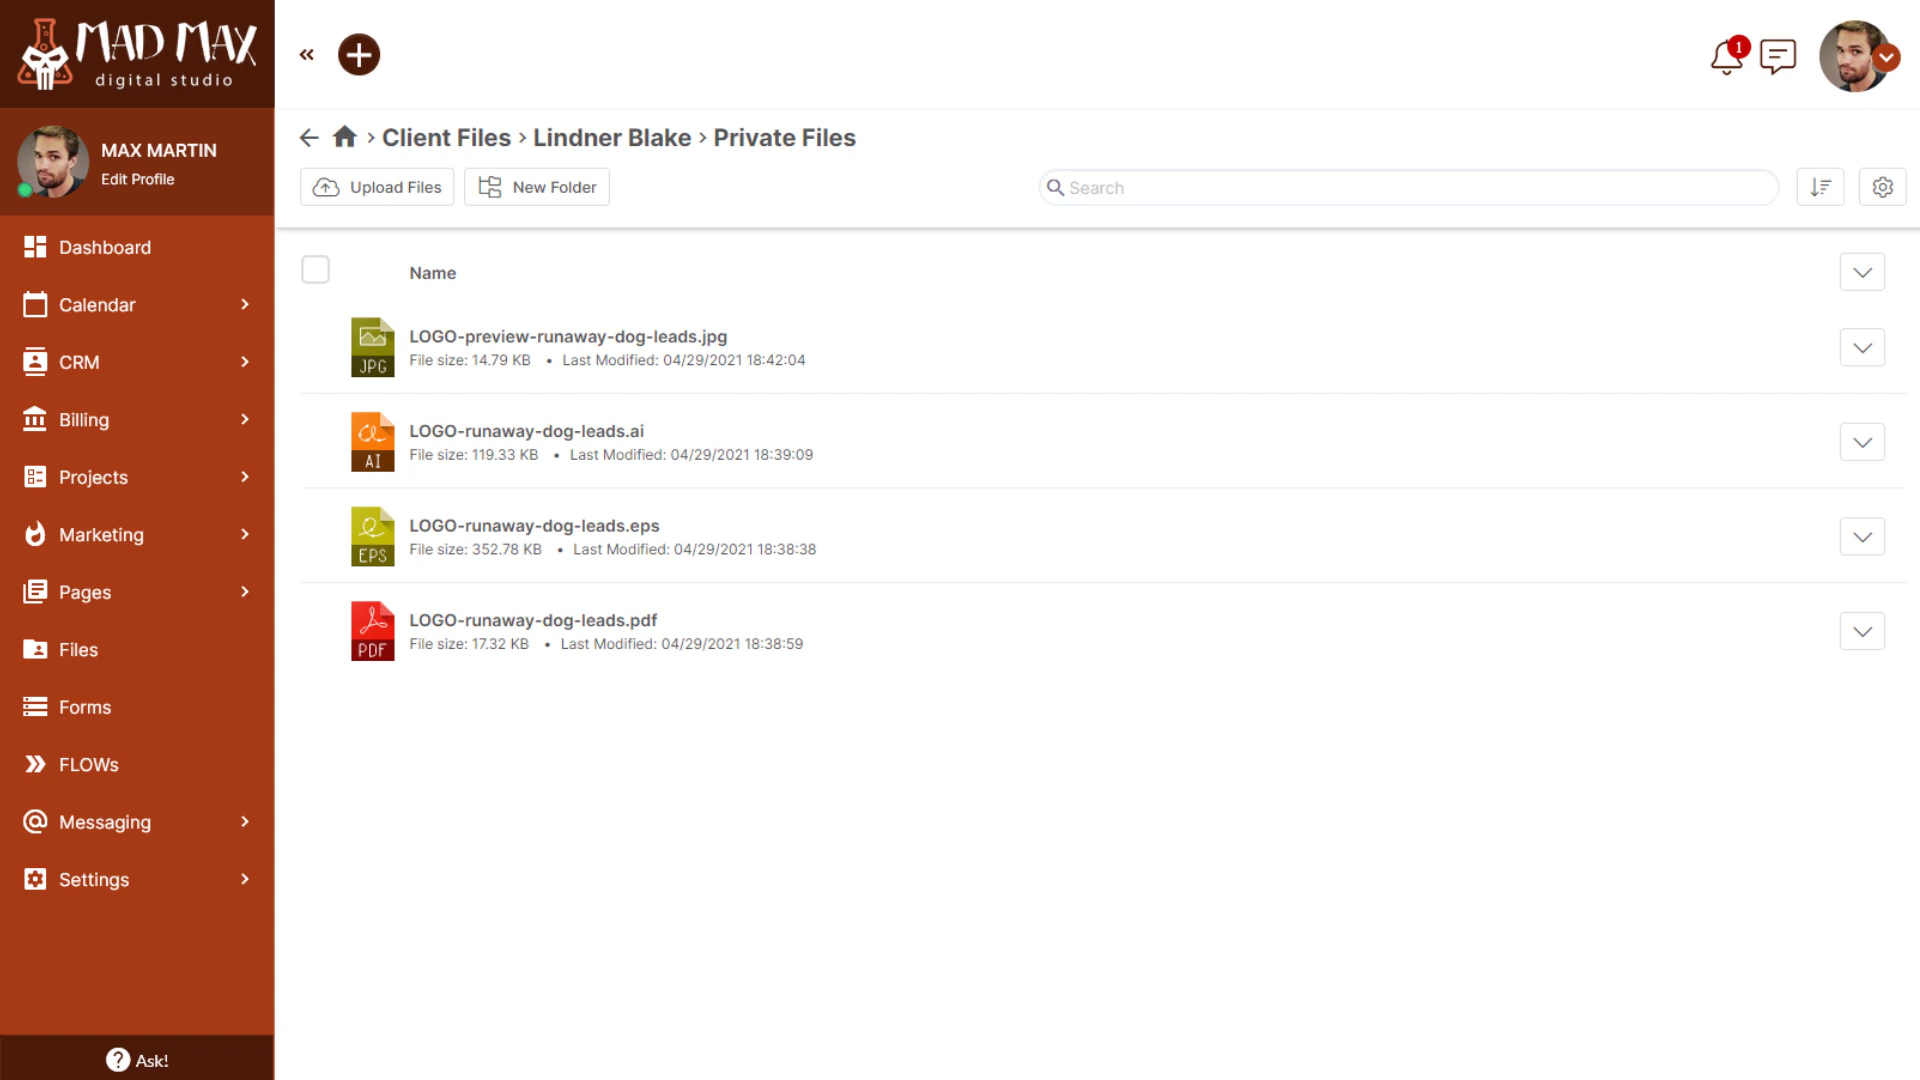 MAD MAX
digital studio
MAX MARTIN
Edit Profile
Dashboard
Calendar
CRM
Billing
Projects
Marketing
Pages
Files
Forms
FLOWs
Messaging
Settings
Ask!
1
Client Files › Lindner Blake › Private Files
Upload Files
New Folder
Search
Name
JPG
LOGO-preview-runaway-dog-leads.jpg
File size: 14.79 KB • Last Modified: 04/29/2021 18:42:04
AI
LOGO-runaway-dog-leads.ai
File size: 119.33 KB • Last Modified: 04/29/2021 18:39:09
EPS
LOGO-runaway-dog-leads.eps
File size: 352.78 KB • Last Modified: 04/29/2021 18:38:38
PDF
LOGO-runaway-dog-leads.pdf
File size: 17.32 KB • Last Modified: 04/29/2021 18:38:59